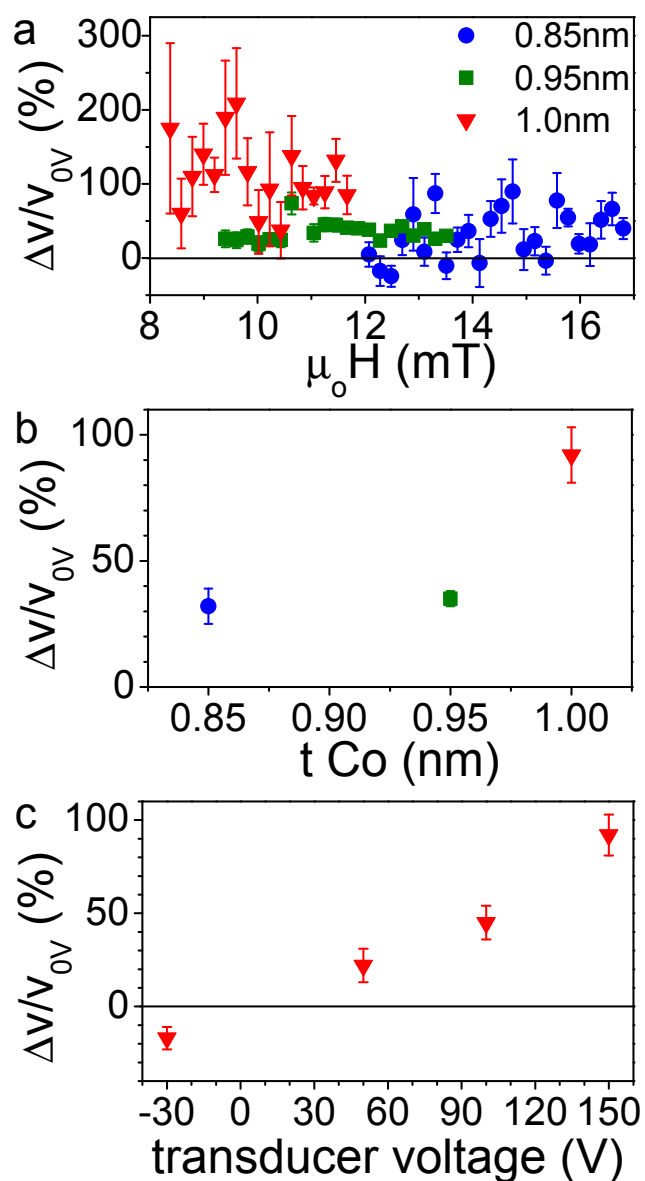 a
300
200
100
0
Δv/v0V (%)
0.85nm
0.95nm
1.0nm
8 10 12 14 16
μoH (mT)
b
100
50
0
Δv/v0V (%)
0.85 0.90 0.95 1.00
t Co (nm)
c
100
50
0
Δv/v0V (%)
-30 0 30 60 90 120 150
transducer voltage (V)